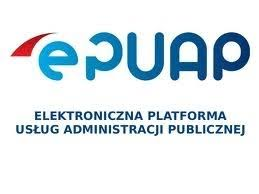 ePUAP
ELEKTRONICZNA PLATFORMA
USŁUG ADMINISTRACJI PUBLICZNEJ